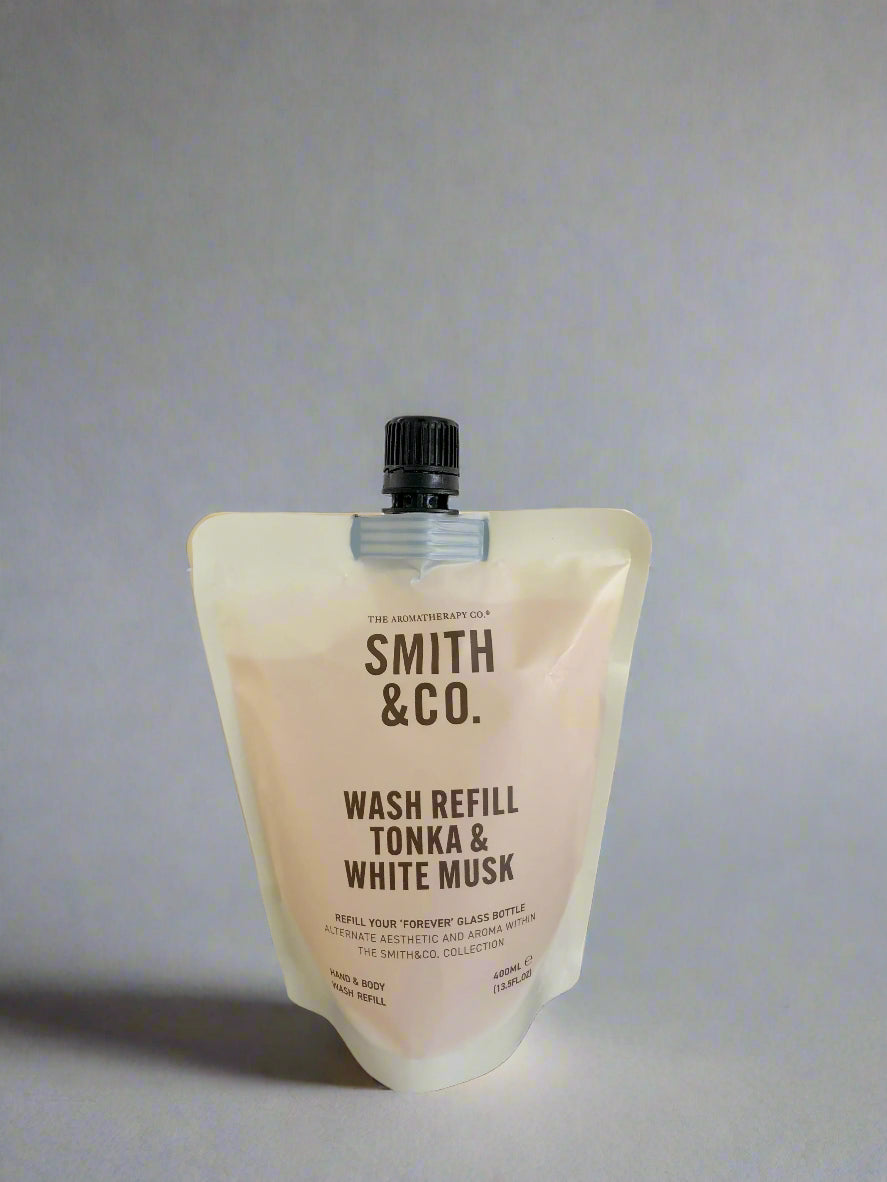 THE AROMATHERAPY CO.®
SMITH
&CO.
WASH REFILL
TONKA &
WHITE MUSK
REFILL YOUR 'FOREVER' GLASS BOTTLE
ALTERNATE AESTHETIC AND AROMA WITHIN
THE SMITH&CO. COLLECTION
HAND & BODY
WASH REFILL
400ML ℮
(13.5FL.OZ)